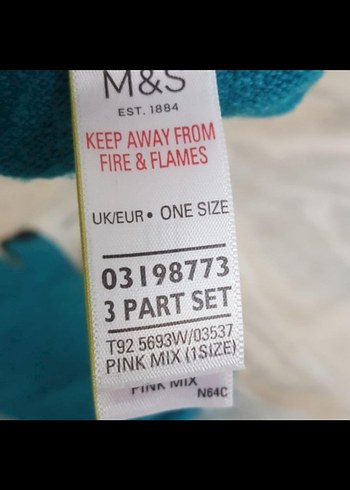 M&S
EST. 1884
KEEP AWAY FROM
FIRE & FLAMES
UK/EUR • ONE SIZE
03198773
3 PART SET
T92 5693W/03537
PINK MIX (1SIZE)
PINK MIX
N64C